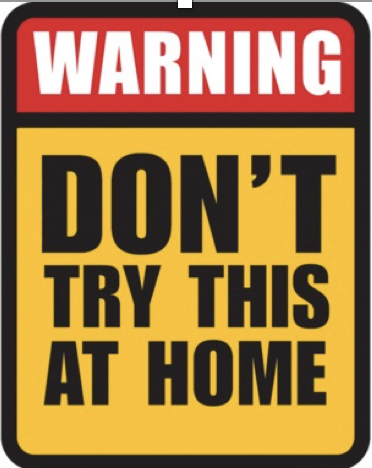 WARNING
DON'T
TRY THIS
AT HOME